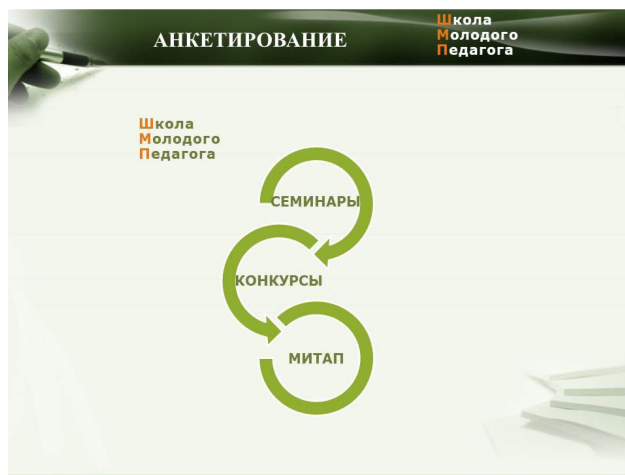 АНКЕТИРОВАНИЕ
Школа
Молодого
Педагога
Школа
Молодого
Педагога
СЕМИНАРЫ
КОНКУРСЫ
МИТАП